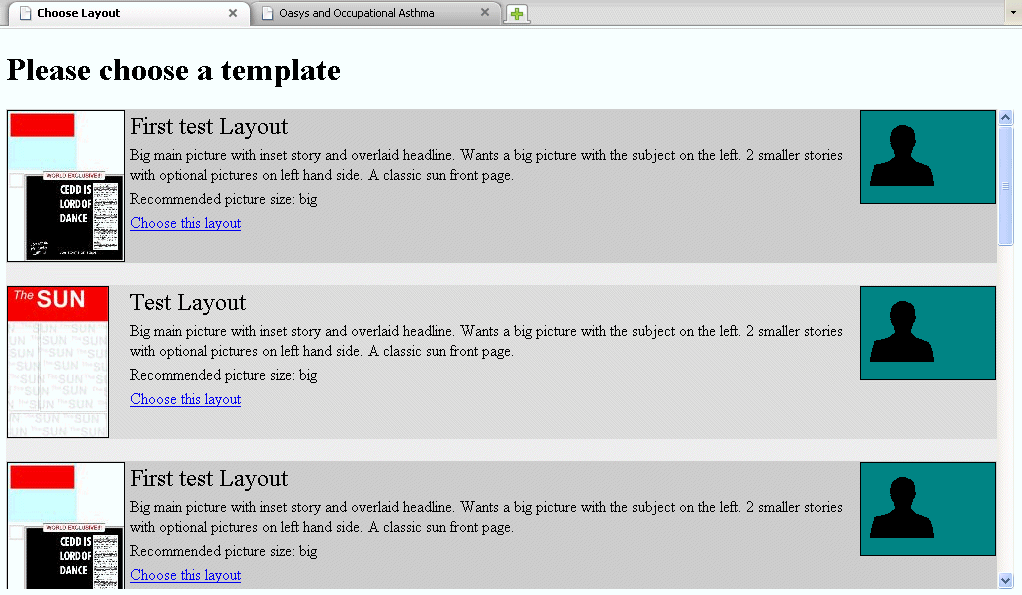 Choose Layout
Oasys and Occupational Asthma
Please choose a template
First test Layout
Big main picture with inset story and overlaid headline. Wants a big picture with the subject on the left. 2 smaller stories
with optional pictures on left hand side. A classic sun front page.
Recommended picture size: big
Choose this layout
WORLD EXCLUSIVE!!!
CEDD IS
LORD OF
DANCE
Test Layout
Big main picture with inset story and overlaid headline. Wants a big picture with the subject on the left. 2 smaller stories
with optional pictures on left hand side. A classic sun front page.
Recommended picture size: big
Choose this layout
The SUN
First test Layout
Big main picture with inset story and overlaid headline. Wants a big picture with the subject on the left. 2 smaller stories
with optional pictures on left hand side. A classic sun front page.
Recommended picture size: big
Choose this layout
WORLD EXCLUSIVE!!!
CEDD IS
LORD OF
DANCE